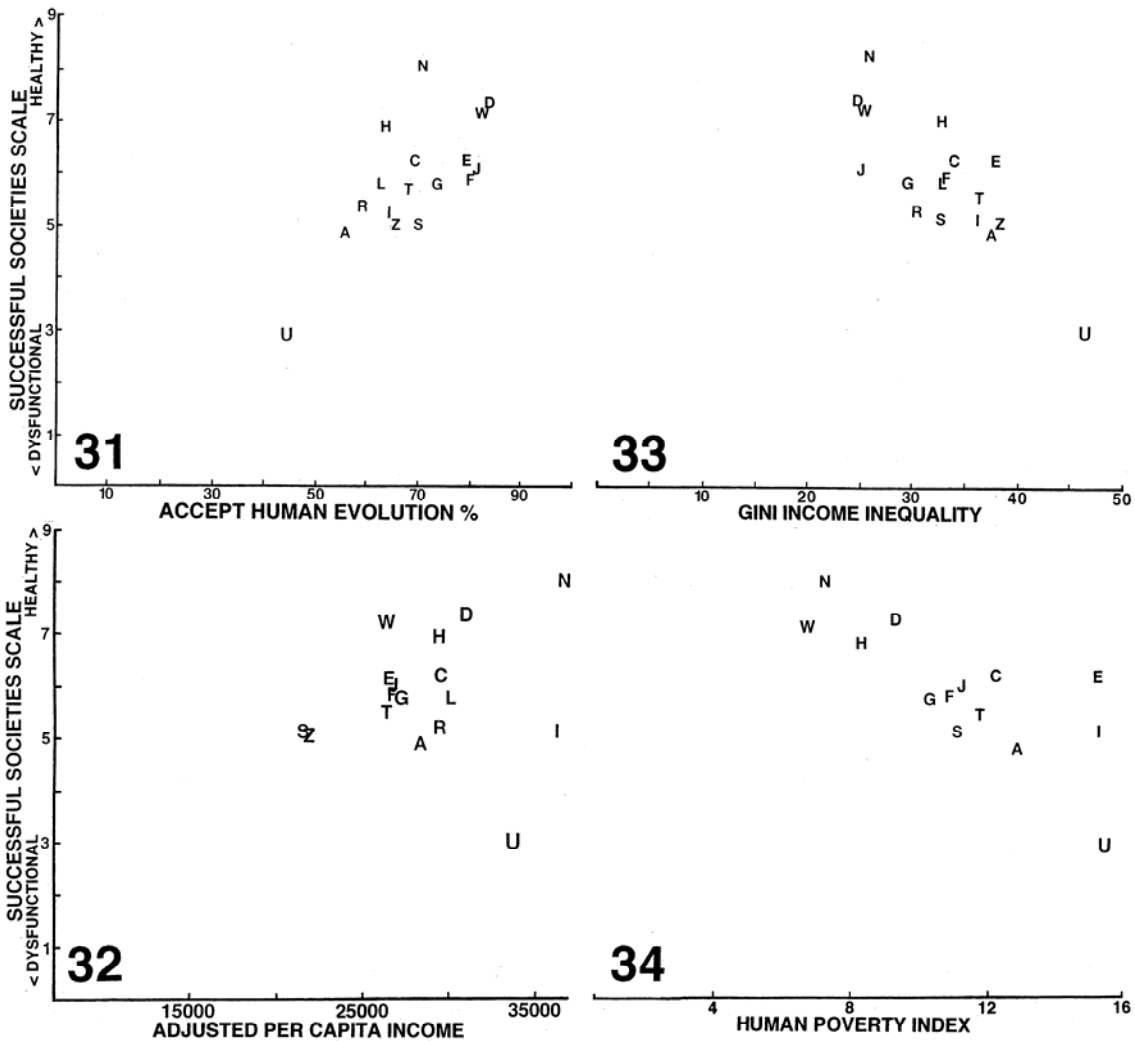 SUCCESSFUL SOCIETIES SCALE
< DYSFUNCTIONAL
HEALTHY >
9
7
5
3
1
N
D
W
H
C
E
J
F
L
T
G
R
I
Z
S
A
U
31
10 30 50 70 90
ACCEPT HUMAN EVOLUTION %
N
D
W
H
J
C
E
G
L
F
R
S
T
I
Z
A
U
33
10 20 30 40 50
GINI INCOME INEQUALITY
SUCCESSFUL SOCIETIES SCALE
< DYSFUNCTIONAL
HEALTHY >
9
7
5
3
1
N
D
W
H
E
C
J
F
G
L
T
R
S
Z
A
I
U
32
15000 25000 35000
ADJUSTED PER CAPITA INCOME
N
W
D
H
C
E
J
G
F
T
S
I
A
U
34
4 8 12 16
HUMAN POVERTY INDEX